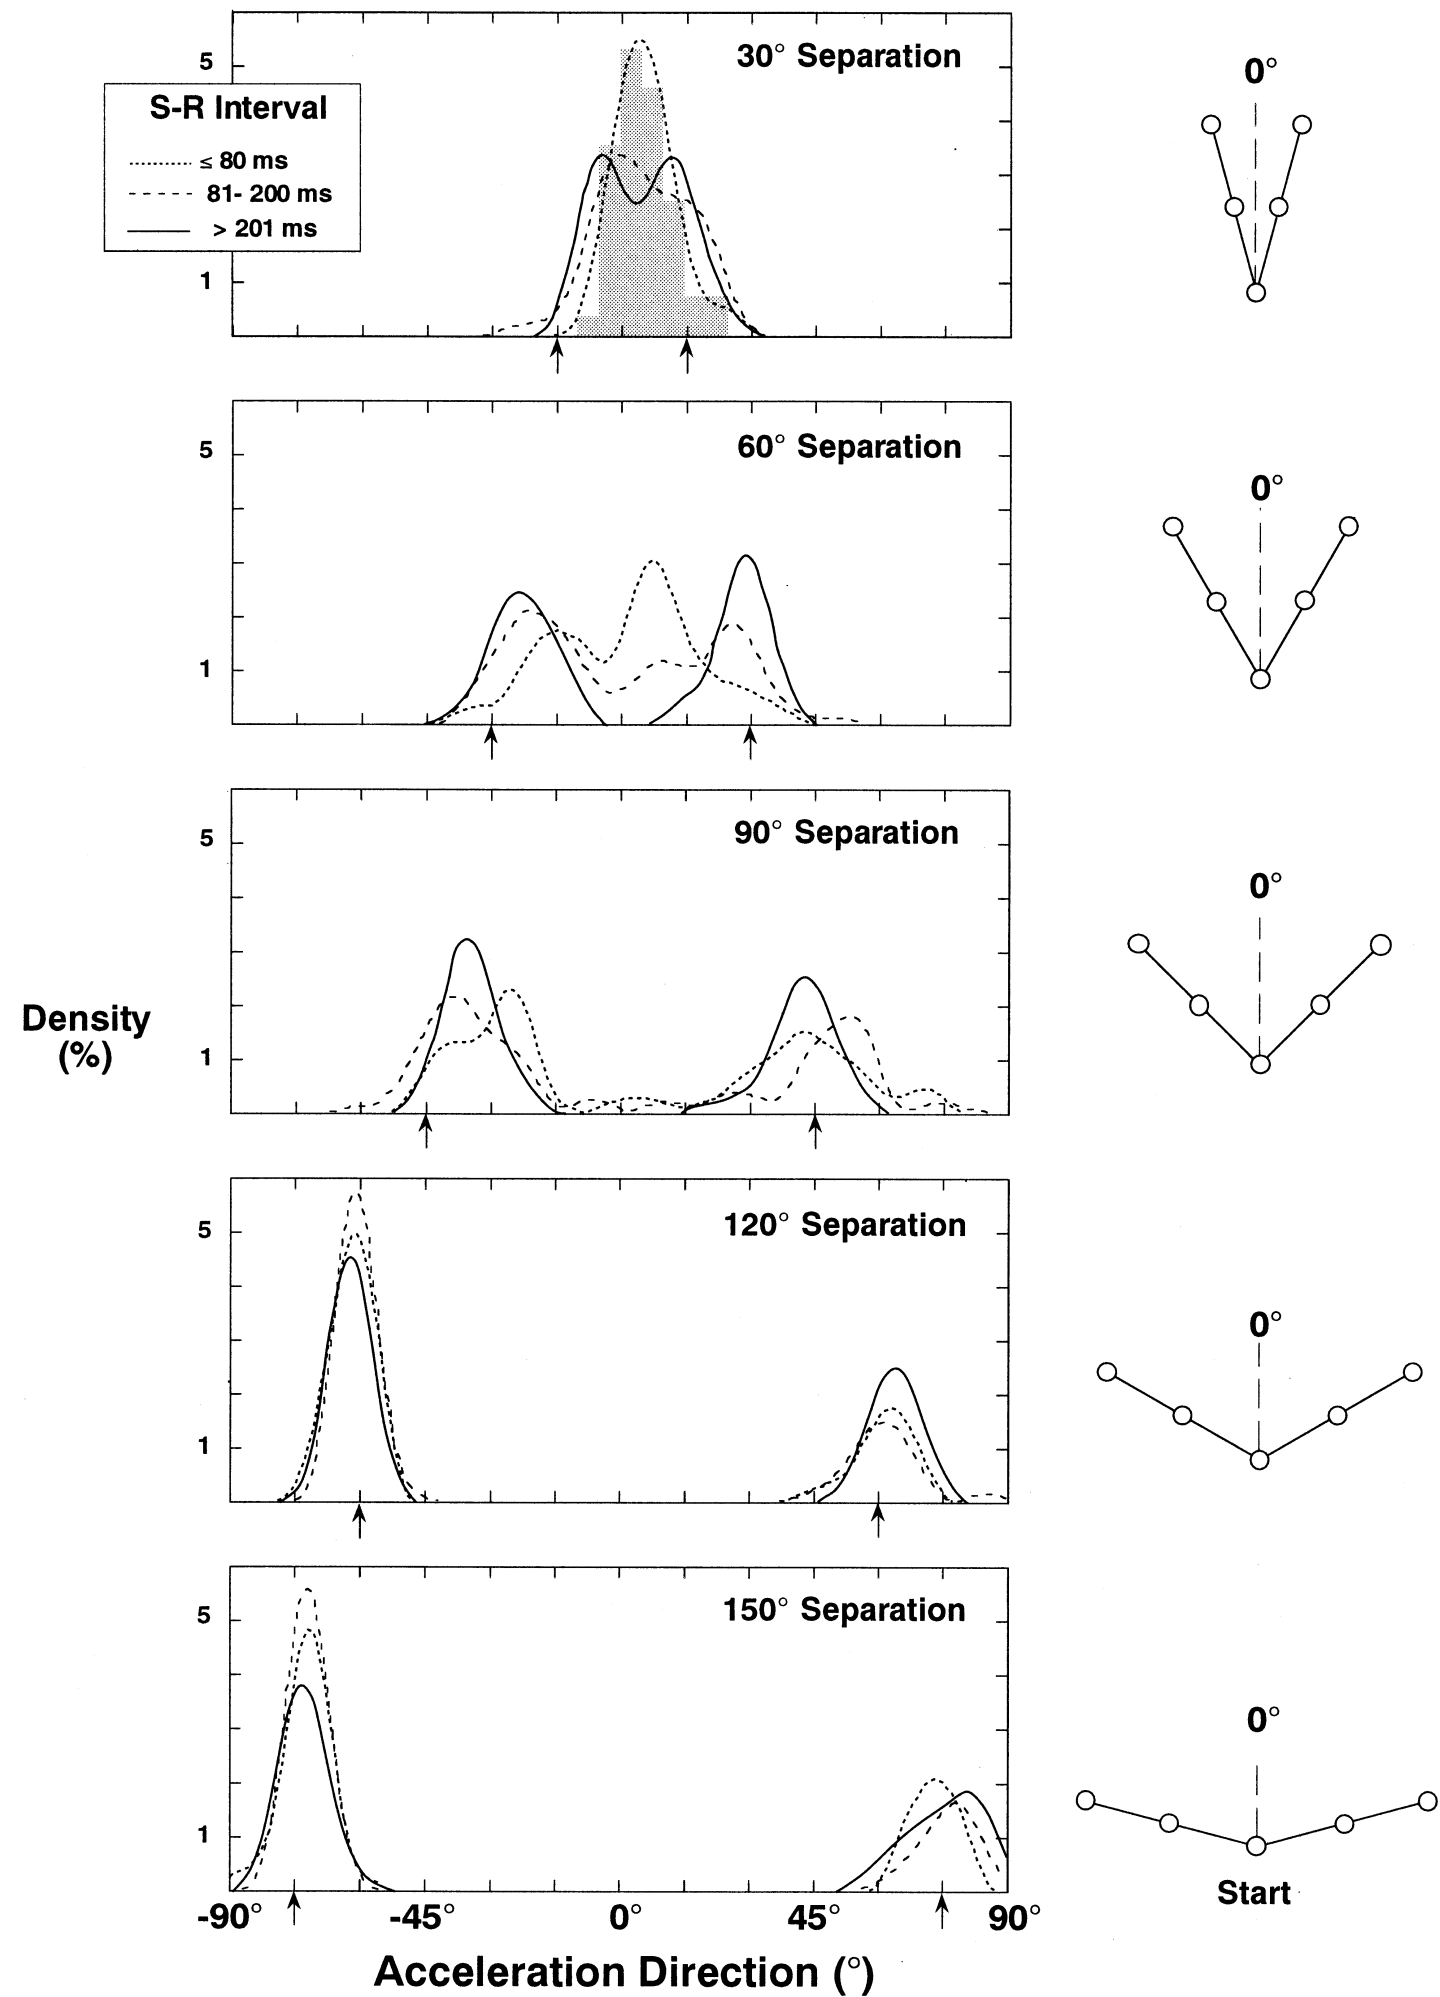 30° Separation
0°
5
S-R Interval
≤ 80 ms
81- 200 ms
> 201 ms
1
60° Separation
0°
5
1
90° Separation
0°
5
1
Density
(%)
120° Separation
0°
5
1
150° Separation
0°
5
1
Start
-90° -45° 0° 45° 90°
Acceleration Direction (°)